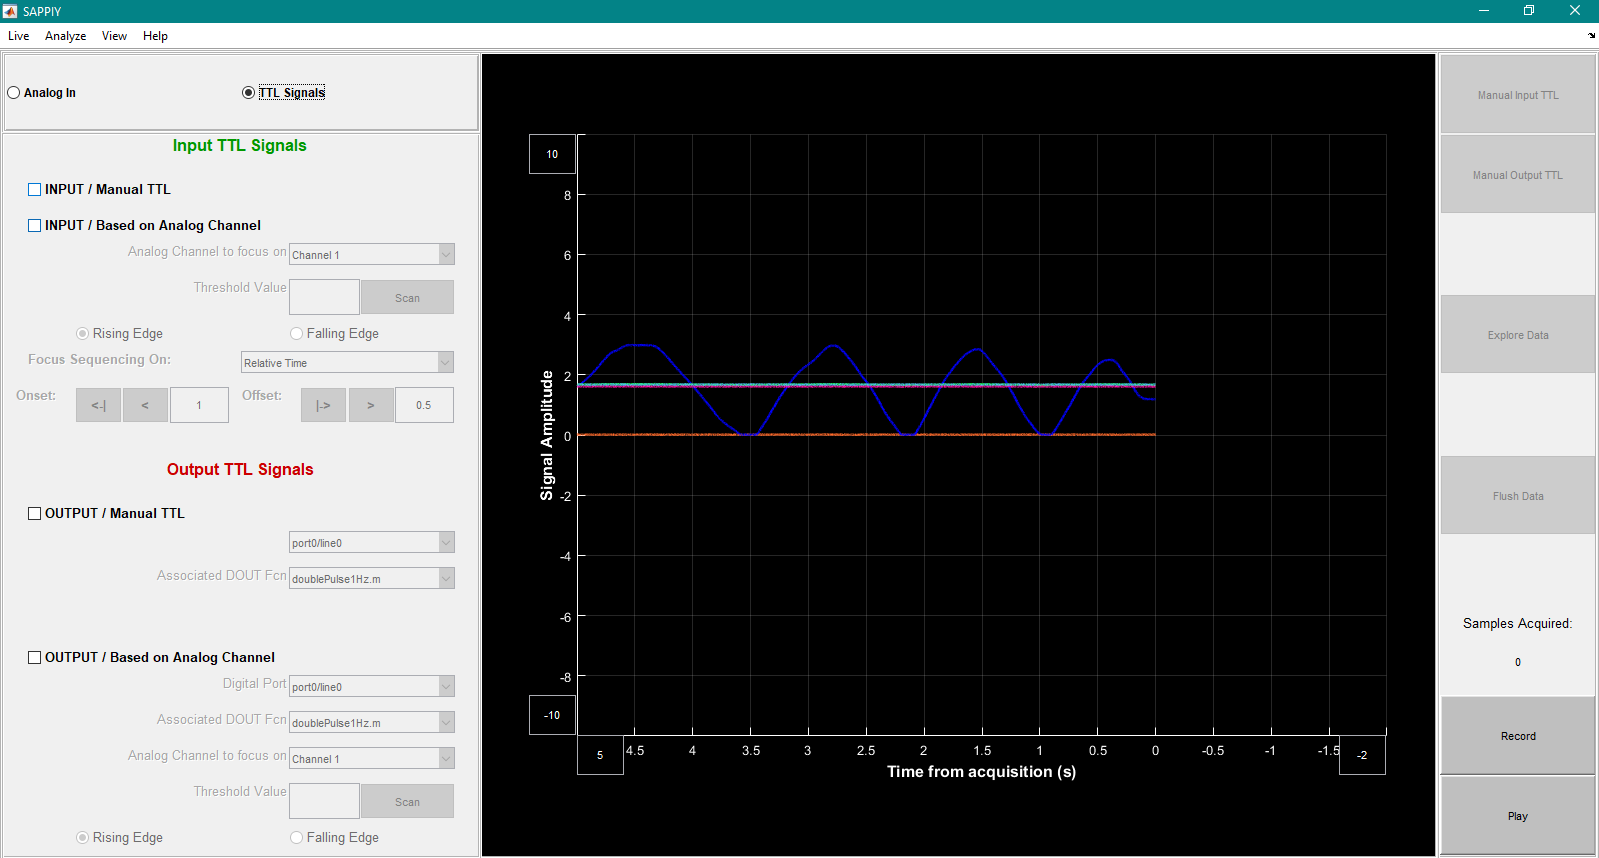 SAPPIY
Live Analyze View Help
Analog In TTL Signals
Input TTL Signals
INPUT / Manual TTL
INPUT / Based on Analog Channel
Analog Channel to focus on Channel 1
Threshold Value Scan
Rising Edge Falling Edge
Focus Sequencing On: Relative Time
Onset: <-| < 1 Offset: |-> > 0.5
Output TTL Signals
OUTPUT / Manual TTL
port0/line0
Associated DOUT Fcn doublePulse1Hz.m
OUTPUT / Based on Analog Channel
Digital Port port0/line0
Associated DOUT Fcn doublePulse1Hz.m
Analog Channel to focus on Channel 1
Threshold Value Scan
Rising Edge Falling Edge
10
8
6
4
2
0
-2
-4
-6
-8
-10
Signal Amplitude
5 4.5 4 3.5 3 2.5 2 1.5 1 0.5 0 -0.5 -1 -1.5 -2
Time from acquisition (s)
Manual Input TTL
Manual Output TTL
Explore Data
Flush Data
Samples Acquired:
0
Record
Play